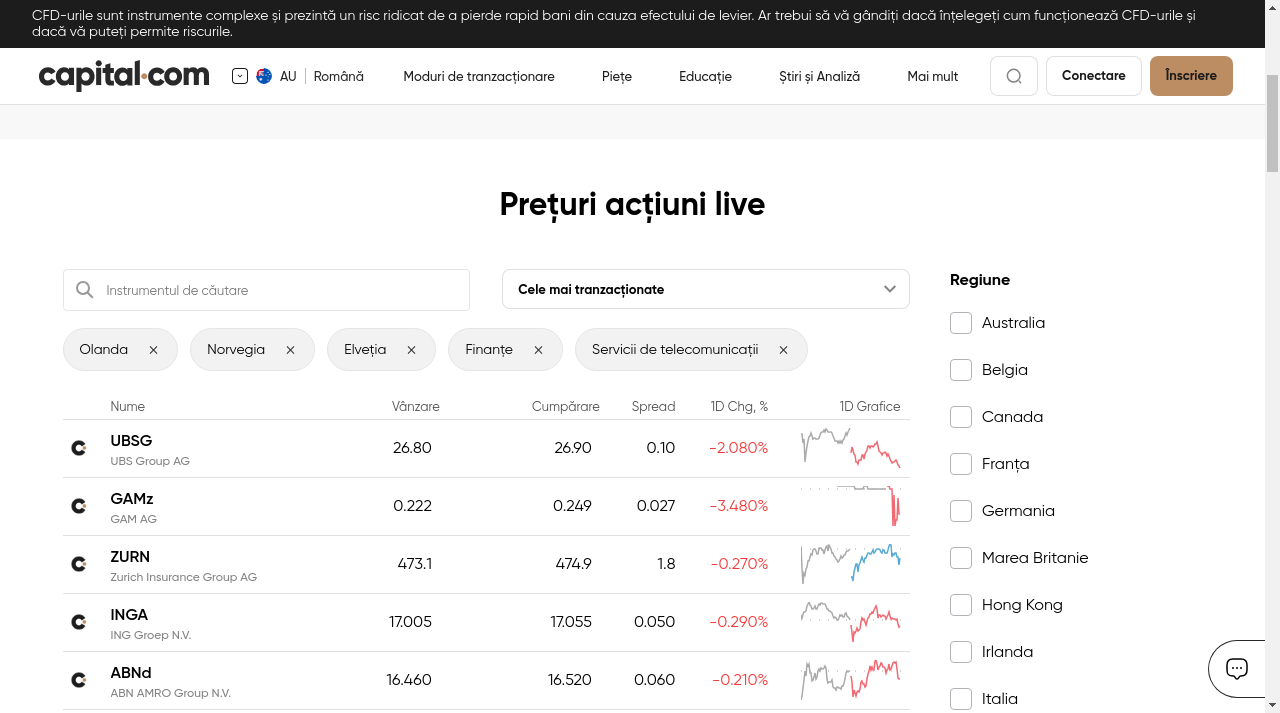 CFD-urile sunt instrumente complexe și prezintă un risc ridicat de a pierde rapid bani din cauza efectului de levier. Ar trebui să vă gândiți dacă înțelegeți cum funcționează CFD-urile și
dacă vă puteți permite riscurile.
capital.com AU Română Moduri de tranzacționare Piețe Educație Știri și Analiză Mai mult Conectare Înscriere
Prețuri acțiuni live
Instrumentul de căutare Cele mai tranzacționate
Olanda Norvegia Elveția Finanțe Servicii de telecomunicații
Nume Vânzare Cumpărare Spread 1D Chg, % 1D Grafice
UBSG 26.80 26.90 0.10 -2.080%
UBS Group AG
GAMz 0.222 0.249 0.027 -3.480%
GAM AG
ZURN 473.1 474.9 1.8 -0.270%
Zurich Insurance Group AG
INGA 17.005 17.055 0.050 -0.290%
ING Groep N.V.
ABNd 16.460 16.520 0.060 -0.210%
ABN AMRO Group N.V.
Regiune
Australia
Belgia
Canada
Franța
Germania
Marea Britanie
Hong Kong
Irlanda
Italia